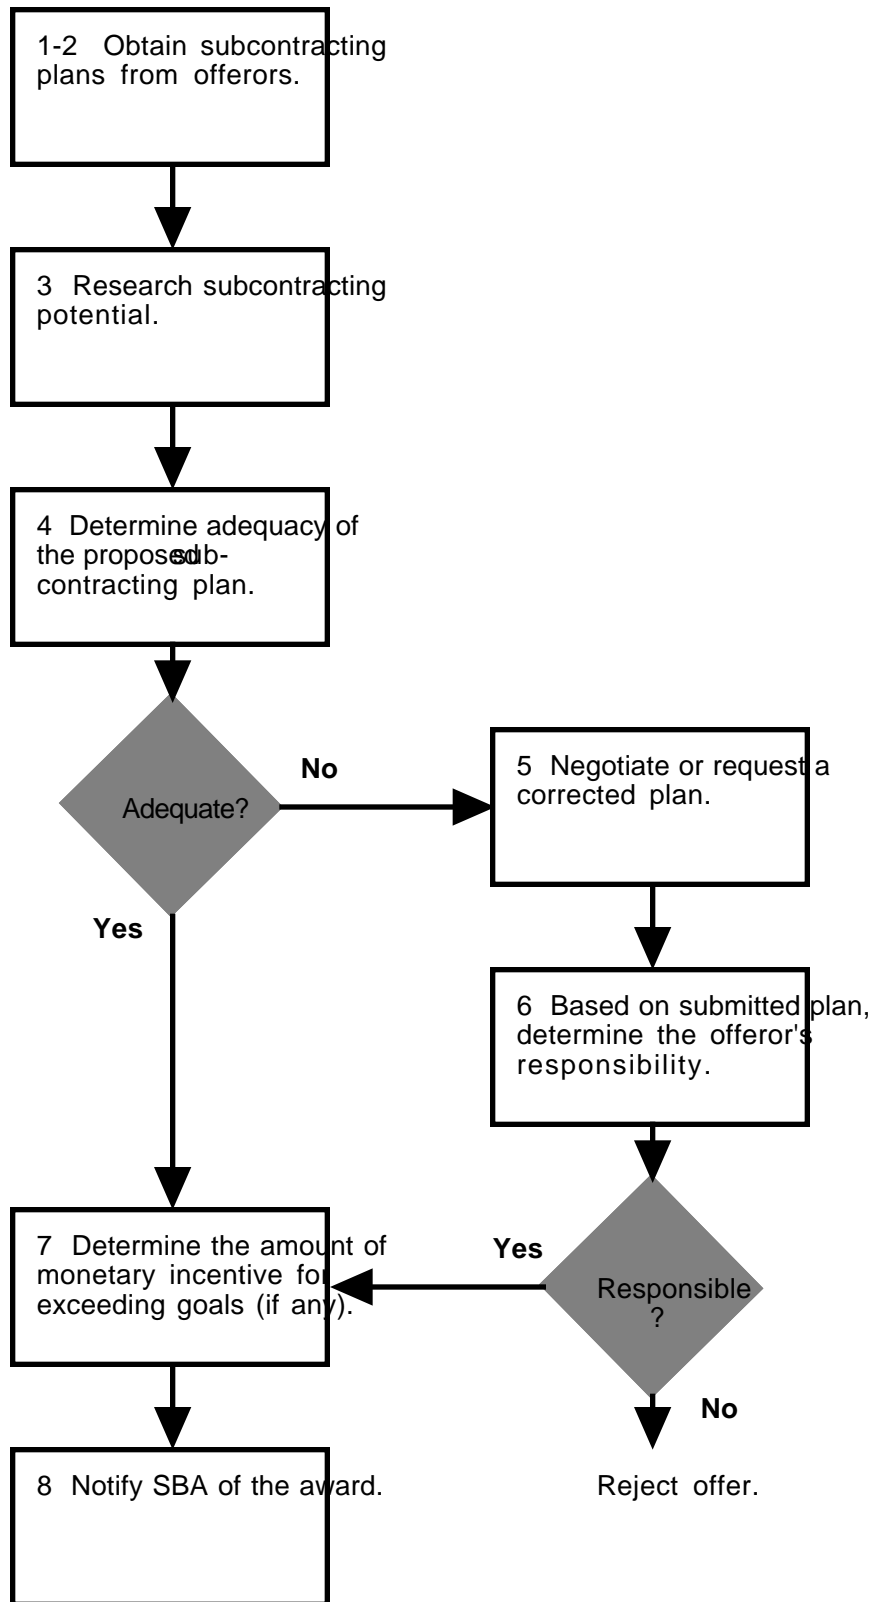 1-2 Obtain subcontracting
plans from offerors.
3 Research subcontracting
potential.
4 Determine adequacy of
the proposed sub-
contracting plan.
Adequate?
No
Yes
5 Negotiate or request a
corrected plan.
6 Based on submitted plan,
determine the offeror's
responsibility.
Responsible
?
Yes
No
Reject offer.
7 Determine the amount of
monetary incentive for
exceeding goals (if any).
8 Notify SBA of the award.